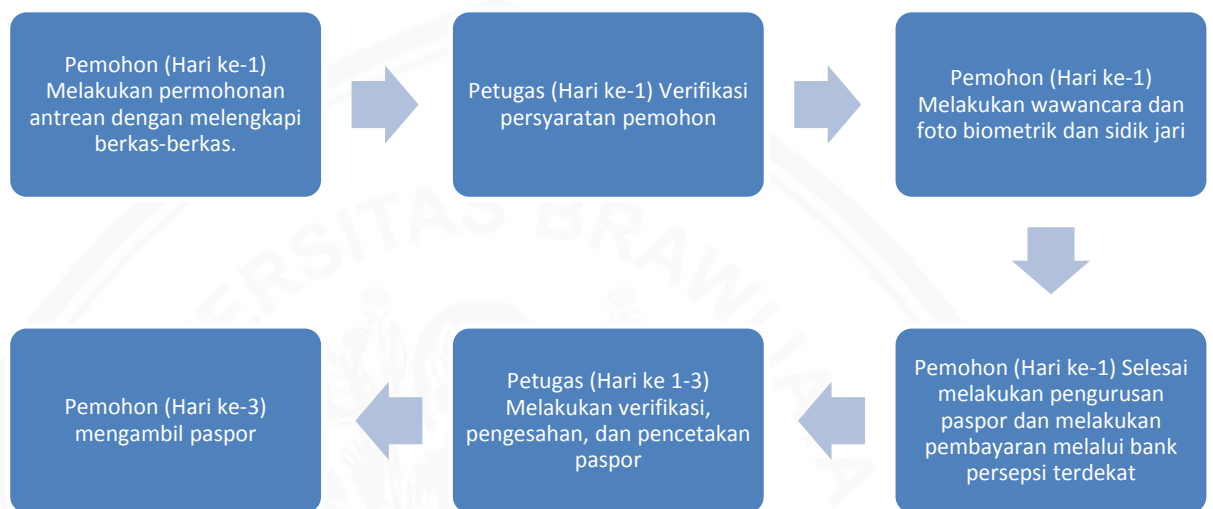 Pemohon (Hari ke-1)
Melakukan permohonan
antrean dengan melengkapi
berkas-berkas.
Petugas (Hari ke-1) Verifikasi
persyaratan pemohon
Pemohon (Hari ke-1)
Melakukan wawancara dan
foto biometrik dan sidik jari
Pemohon (Hari ke-1) Selesai
melakukan pengurusan
paspor dan melakukan
pembayaran melalui bank
persepsi terdekat
Petugas (Hari ke 1-3)
Melakukan verifikasi,
pengesahan, dan pencetakan
paspor
Pemohon (Hari ke-3)
mengambil paspor
ERSITAS BRAWIJAYA